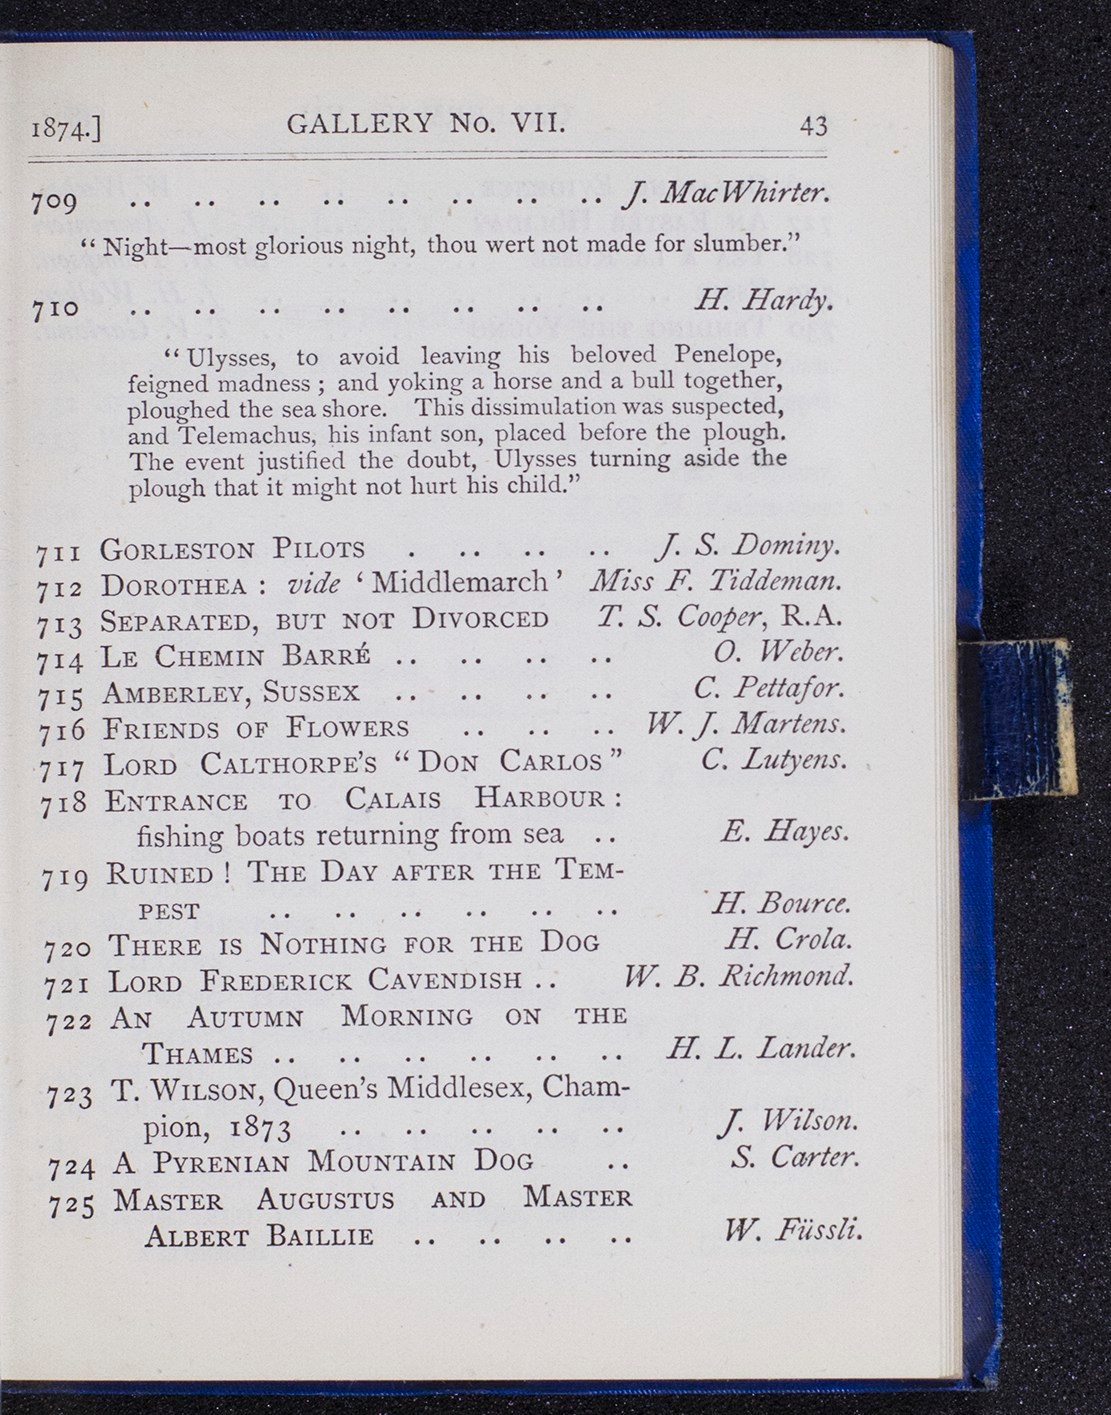 1874.] GALLERY No. VII. 43
709 .. .. .. .. .. .. .. .. J. MacWhirter.
“Night—most glorious night, thou wert not made for slumber.”
710 .. .. .. .. .. .. .. .. H. Hardy.
“Ulysses, to avoid leaving his beloved Penelope,
feigned madness; and yoking a horse and a bull together,
ploughed the sea shore. This dissimulation was suspected,
and Telemachus, his infant son, placed before the plough.
The event justified the doubt, Ulysses turning aside the
plough that it might not hurt his child.”
711 GORLESTON PILOTS . .. .. .. J. S. Dominy.
712 DOROTHEA: vide ‘Middlemarch’ Miss F. Tiddeman.
713 SEPARATED, BUT NOT DIVORCED T. S. Cooper, R.A.
714 LE CHEMIN BARRÉ .. .. .. .. O. Weber.
715 AMBERLEY, SUSSEX .. .. .. .. C. Pettafor.
716 FRIENDS OF FLOWERS .. .. .. W. J. Martens.
717 LORD CALTHORPE’S “DON CARLOS” C. Lutyens.
718 ENTRANCE TO CALAIS HARBOUR:
fishing boats returning from sea .. E. Hayes.
719 RUINED! THE DAY AFTER THE TEM-
PEST .. .. .. .. .. .. H. Bource.
720 THERE IS NOTHING FOR THE DOG H. Crola.
721 LORD FREDERICK CAVENDISH .. W. B. Richmond.
722 AN AUTUMN MORNING ON THE
THAMES .. .. .. .. .. .. H. L. Lander.
723 T. WILSON, Queen’s Middlesex, Cham-
pion, 1873 .. .. .. .. .. J. Wilson.
724 A PYRENIAN MOUNTAIN DOG .. S. Carter.
725 MASTER AUGUSTUS AND MASTER
ALBERT BAILLIE .. .. .. .. W. Füssli.